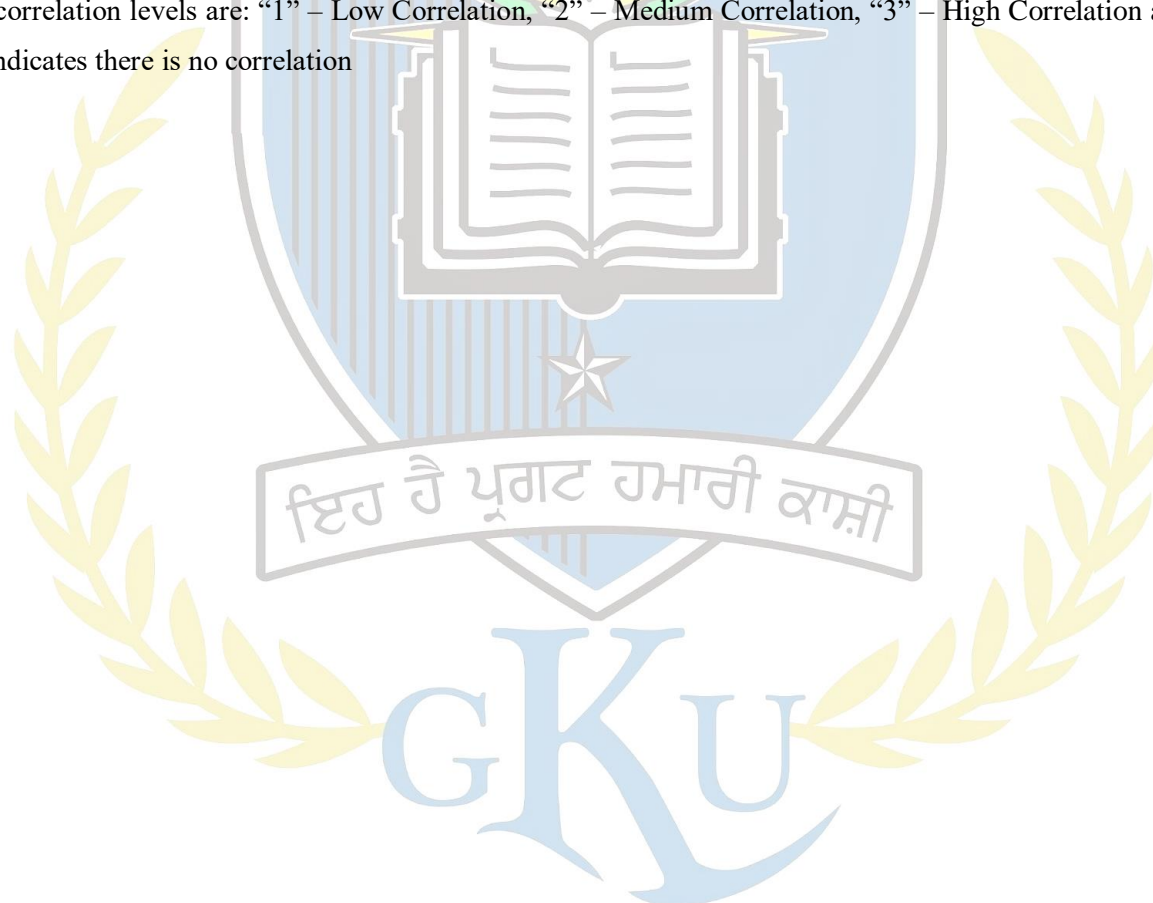 correlation levels are: “1” – Low Correlation, “2” – Medium Correlation, “3” – High Correlation
ndicates there is no correlation
ਇਹ ਹੈ ਪ੍ਰਗਟ ਹਮਾਰੀ ਕਾਸ਼ੀ
GKU